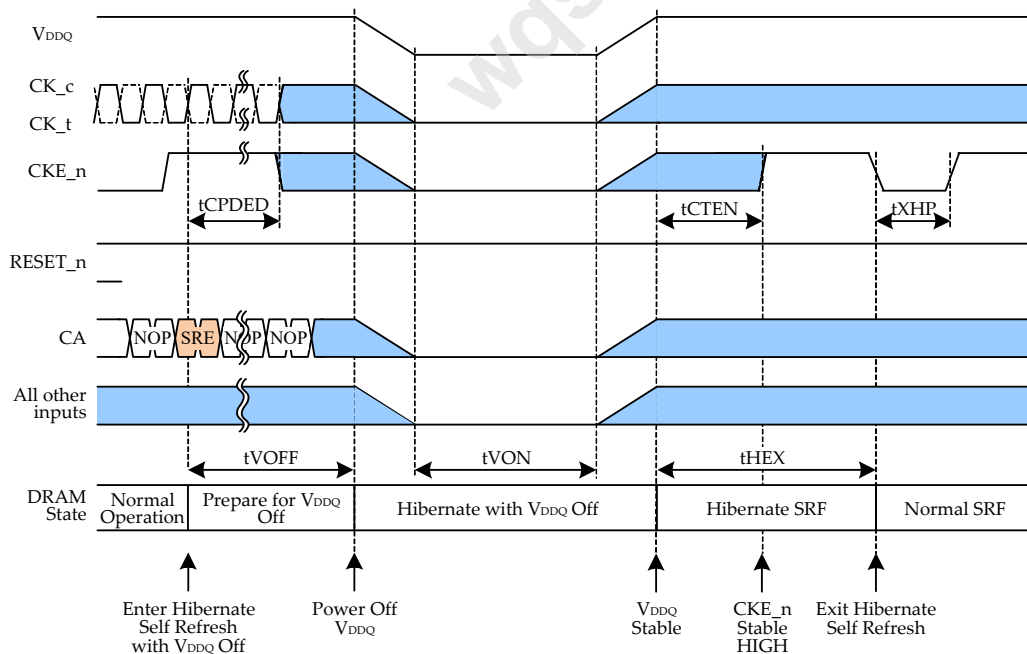 wqs
VDDQ
CK_c
CK_t
CKE_n
tCPDED
tCTEN
tXHP
RESET_n
CA
NOP SRE NOP NOP
All other
inputs
tVOFF
tVON
tHEX
DRAM
State
Normal
Operation
Prepare for VDDQ
Off
Hibernate with VDDQ Off
Hibernate SRF
Normal SRF
Enter Hibernate
Self Refresh
with VDDQ Off
Power Off
VDDQ
VDDQ
Stable
CKE_n
Stable
HIGH
Exit Hibernate
Self Refresh